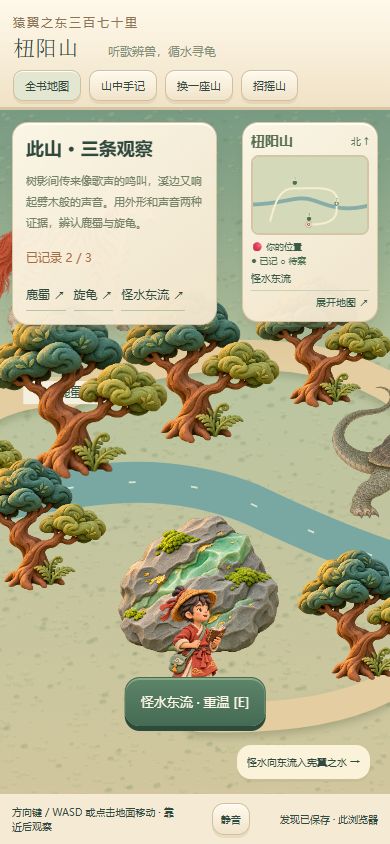 猿翼之东三百七十里
杻阳山
听歌辨兽，循水寻龟
全书地图
山中手记
换一座山
招摇山
此山・三条观察
树影间传来像歌声的鸣叫，溪边又响
起劈木般的声音。用外形和声音两种
证据，辨认鹿蜀与旋龟。
已记录 2 / 3
鹿蜀 ↗
旋龟 ↗
怪水东流 ↗
杻阳山
北↑
你的位置
● 已记 ○ 待察
怪水东流
展开地图 ↗
怪水东流 · 重温 [E]
怪水向东流入宪翼之水 →
方向键 / WASD 或点击地面移动 · 靠
近后观察
静音
发现已保存 · 此浏览器